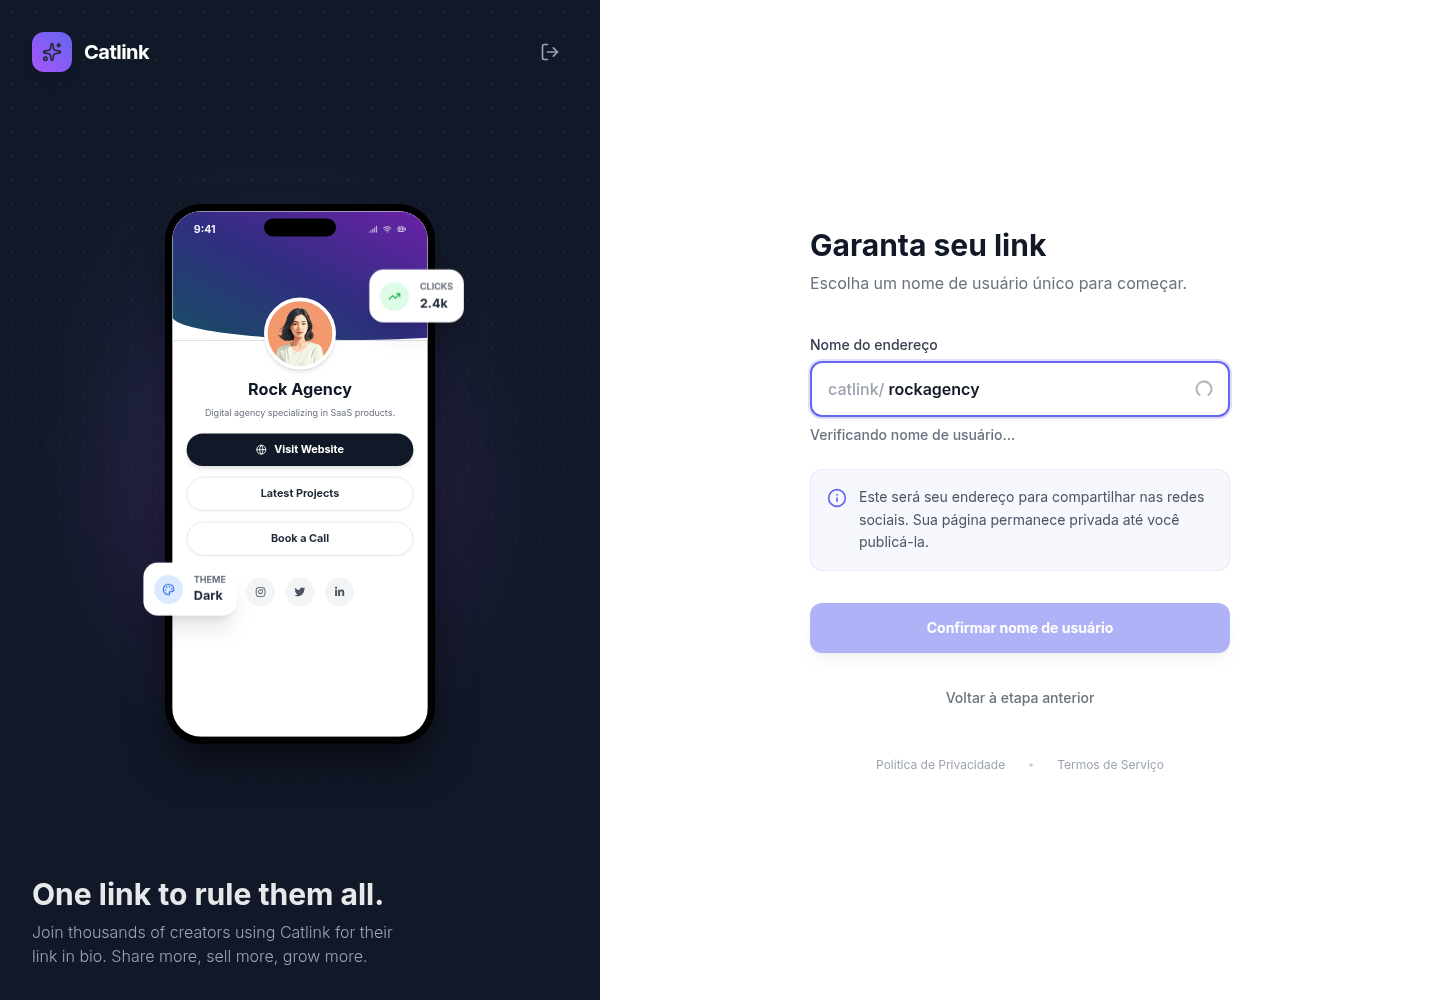 Catlink
9:41
CLICKS
2.4k
Rock Agency
Digital agency specializing in SaaS products.
Visit Website
Latest Projects
Book a Call
THEME
Dark
One link to rule them all.
Join thousands of creators using Catlink for their
link in bio. Share more, sell more, grow more.
Garanta seu link
Escolha um nome de usuário único para começar.
Nome do endereço
catlink/ rockagency
Verificando nome de usuário...
Este será seu endereço para compartilhar nas redes
sociais. Sua página permanece privada até você
publicá-la.
Confirmar nome de usuário
Voltar à etapa anterior
Política de Privacidade • Termos de Serviço